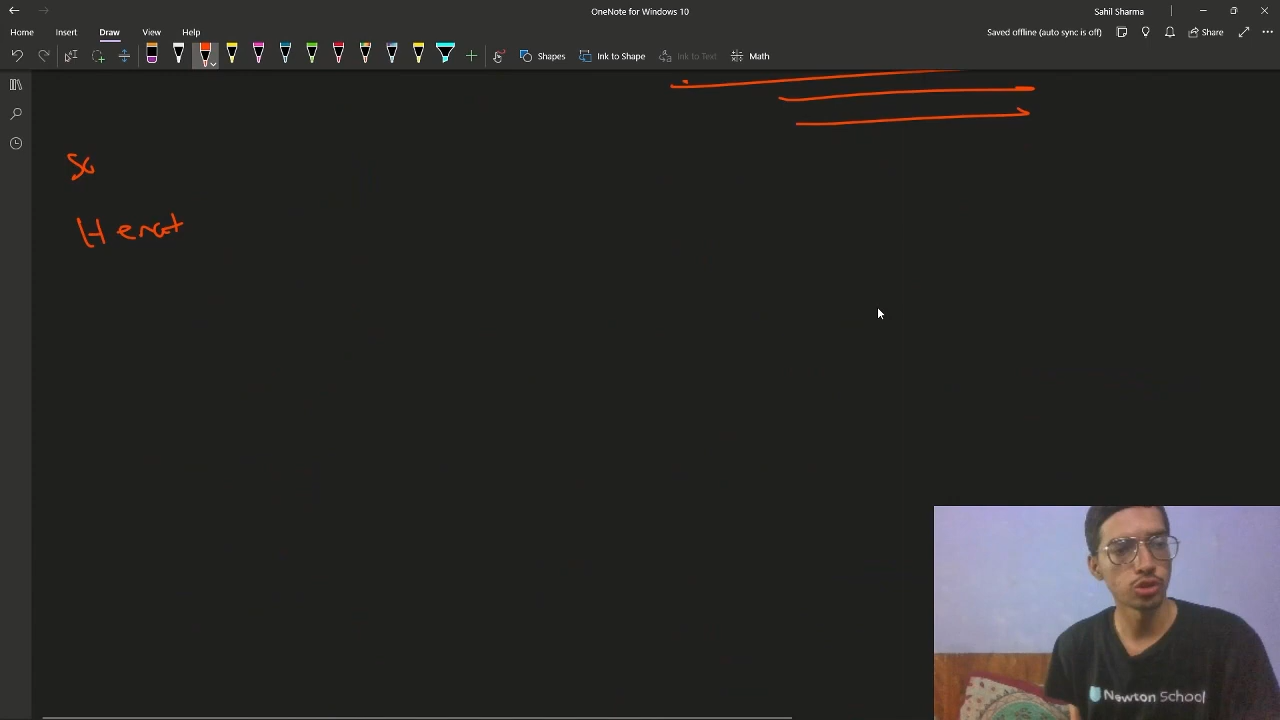 OneNote for Windows 10
Sahil Sharma
Home
Insert
Draw
View
Help
Saved offline (auto sync is off)
Share
Shapes
Ink to Shape
Ink to Text
Math
So
Newton School